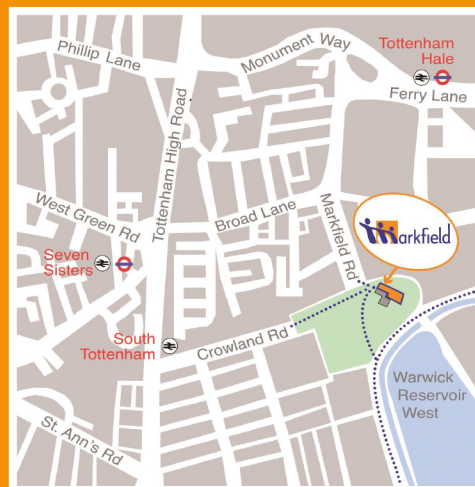 Phillip Lane
Monument Way
Tottenham
Hale
Ferry Lane
Tottenham High Road
West Green Rd
Broad Lane
Markfield Rd
Markfield
Seven
Sisters
South
Tottenham
Crowland Rd
Warwick
Reservoir
West
St. Ann's Rd